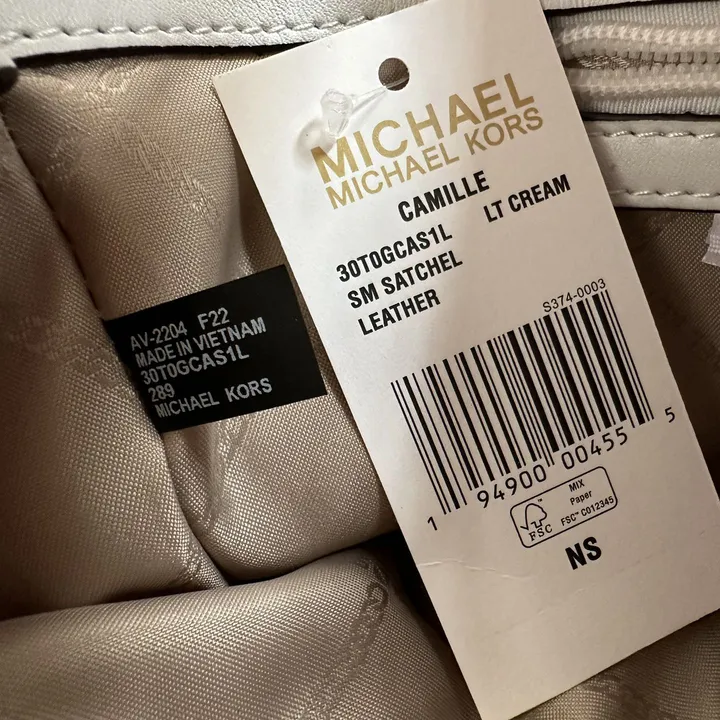 MICHAEL
MICHAEL KORS
CAMILLE
30T0GCAS1L LT CREAM
SM SATCHEL
LEATHER
S374-0003
1 94900 00455 5
FSC
MIX
Paper
FSC™ C012345
NS
AV-2204 F22
MADE IN VIETNAM
30T0GCAS1L
289
MICHAEL KORS